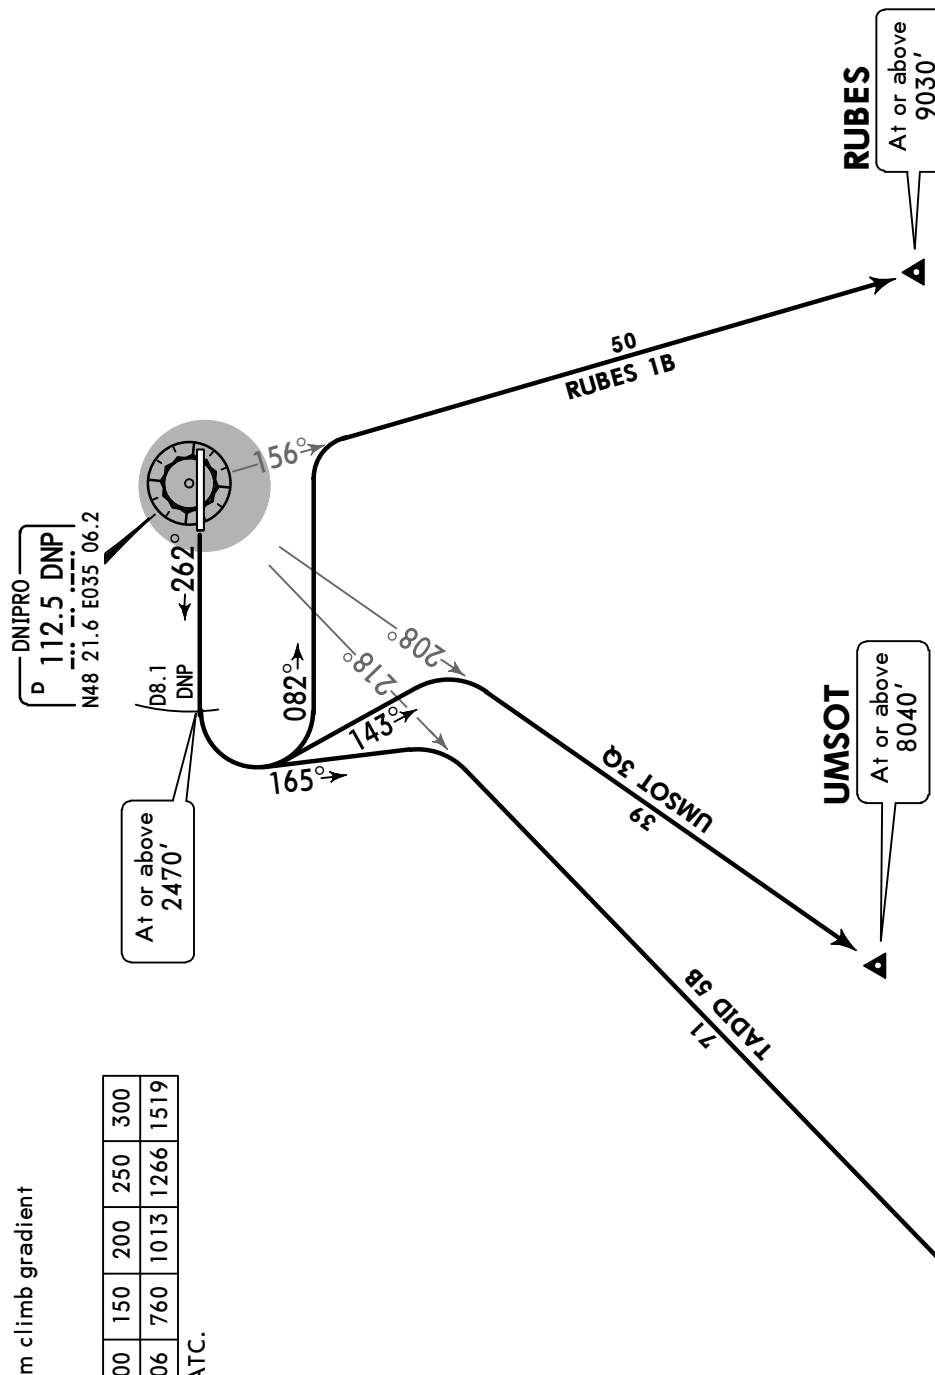 DNIPRO
D 112.5 DNP
N48 21.6 E035 06.2
262°
D8.1
DNP
At or above
2470'
156°
082°
208°
218°
143°
165°
50
RUBES 1B
RUBES
At or above
9030'
UMSOT 3Q
39
UMSOT
At or above
8040'
TADID 5B
71
m climb gradient
00 150 200 250 300
06 760 1013 1266 1519
ATC.